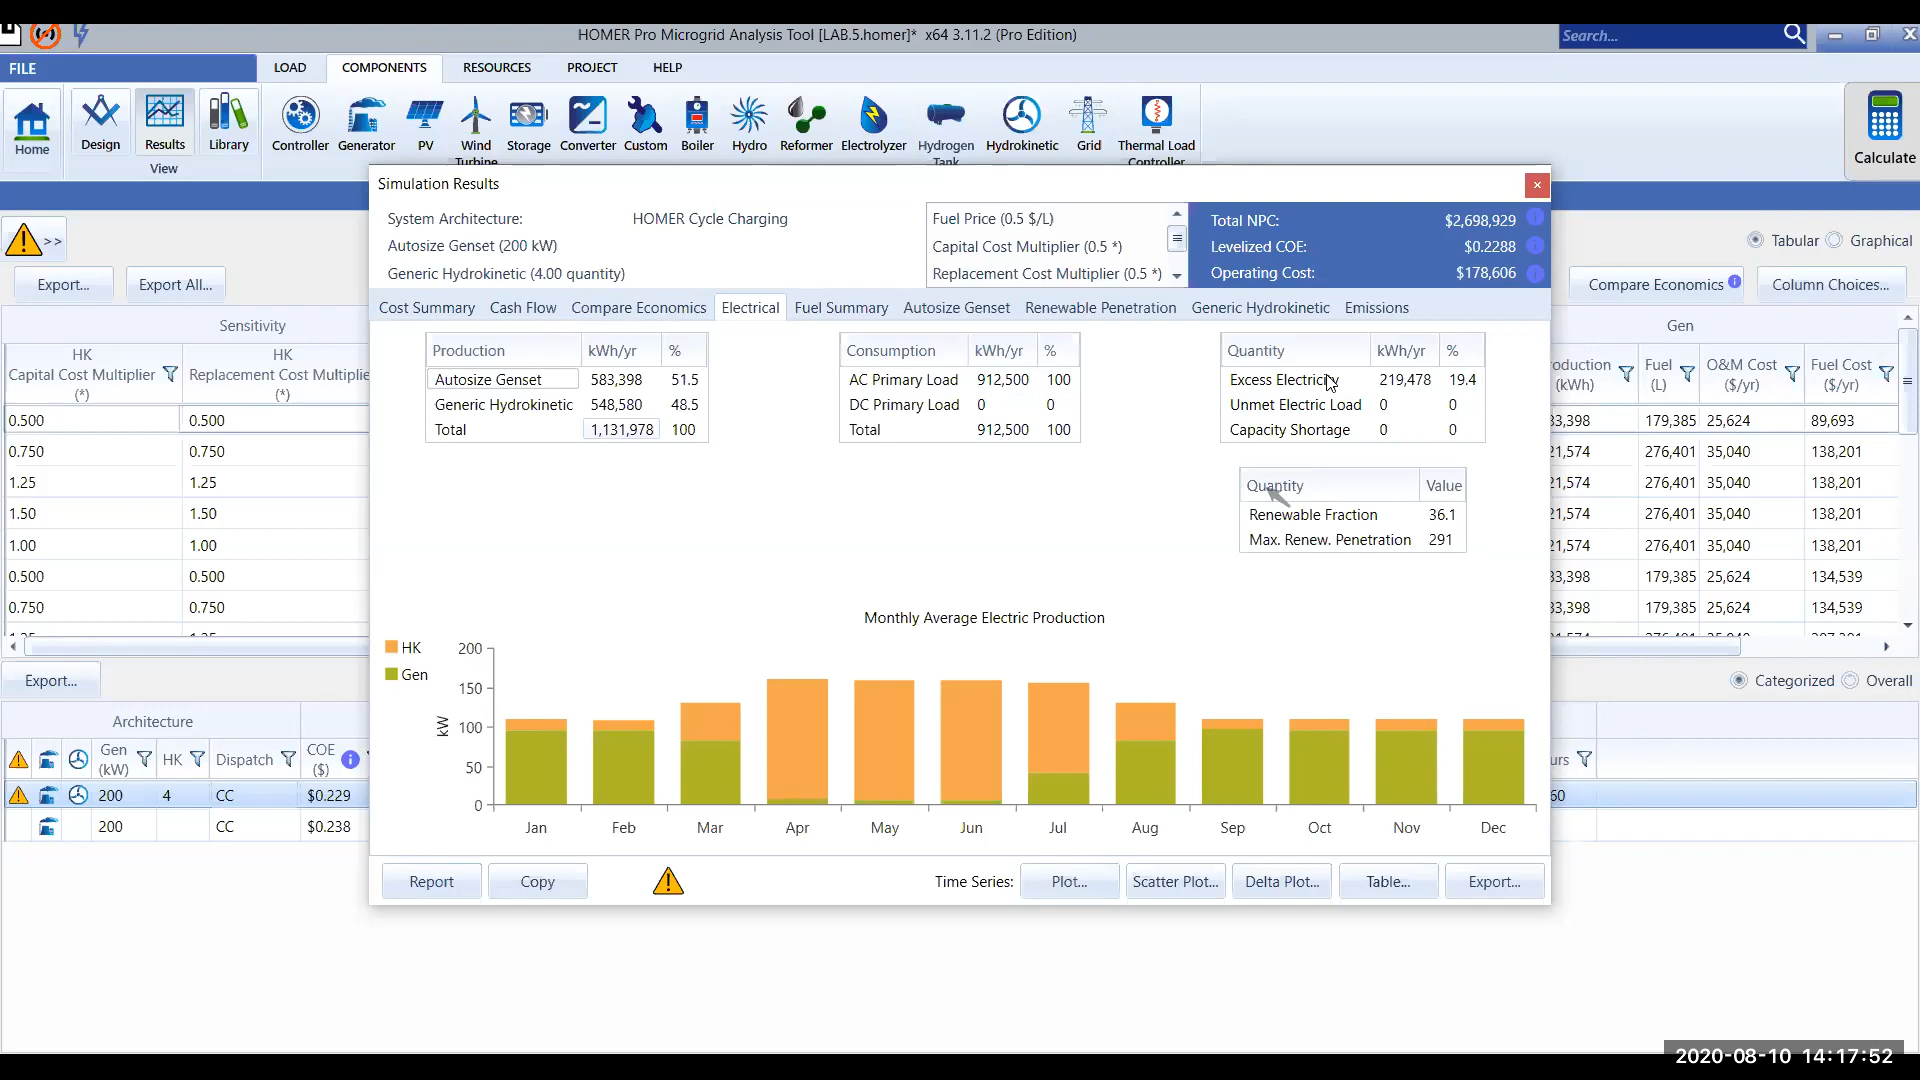 HOMER Pro Microgrid Analysis Tool [LAB.5.homer]* x64 3.11.2 (Pro Edition)
Search...
FILE
LOAD
COMPONENTS
RESOURCES
PROJECT
HELP
Home
Design
Results
Library
View
Controller
Generator
PV
Wind
Turbine
Storage
Converter
Custom
Boiler
Hydro
Reformer
Electrolyzer
Hydrogen
Tank
Hydrokinetic
Grid
Thermal Load
Controller
Calculate
>>
Export...
Export All...
Tabular
Graphical
Compare Economics
Column Choices...
Sensitivity
HK
Capital Cost Multiplier
(*)
HK
Replacement Cost Multiplie
(*)
0.500 0.500
0.750 0.750
1.25 1.25
1.50 1.50
1.00 1.00
0.500 0.500
0.750 0.750
Gen
oduction
(kWh)
Fuel
(L)
O&M Cost
($/yr)
Fuel Cost
($/yr)
33,398 179,385 25,624 89,693
21,574 276,401 35,040 138,201
21,574 276,401 35,040 138,201
21,574 276,401 35,040 138,201
21,574 276,401 35,040 138,201
33,398 179,385 25,624 134,539
33,398 179,385 25,624 134,539
Simulation Results
System Architecture:
HOMER Cycle Charging
Autosize Genset (200 kW)
Generic Hydrokinetic (4.00 quantity)
Fuel Price (0.5 $/L)
Capital Cost Multiplier (0.5 *)
Replacement Cost Multiplier (0.5 *)
Total NPC: $2,698,929
Levelized COE: $0.2288
Operating Cost: $178,606
Cost Summary
Cash Flow
Compare Economics
Electrical
Fuel Summary
Autosize Genset
Renewable Penetration
Generic Hydrokinetic
Emissions
Production kWh/yr %
Autosize Genset 583,398 51.5
Generic Hydrokinetic 548,580 48.5
Total 1,131,978 100
Consumption kWh/yr %
AC Primary Load 912,500 100
DC Primary Load 0 0
Total 912,500 100
Quantity kWh/yr %
Excess Electricity 219,478 19.4
Unmet Electric Load 0 0
Capacity Shortage 0 0
Quantity Value
Renewable Fraction 36.1
Max. Renew. Penetration 291
Monthly Average Electric Production
HK
Gen
kW
200
150
100
50
0
Jan Feb Mar Apr May Jun Jul Aug Sep Oct Nov Dec
Report
Copy
Time Series:
Plot...
Scatter Plot...
Delta Plot...
Table...
Export...
Export...
Categorized
Overall
Architecture
Gen
(kW)
HK
Dispatch
COE
($)
urs
200 4 CC $0.229
60
200 CC $0.238
2020-08-10 14:17:52